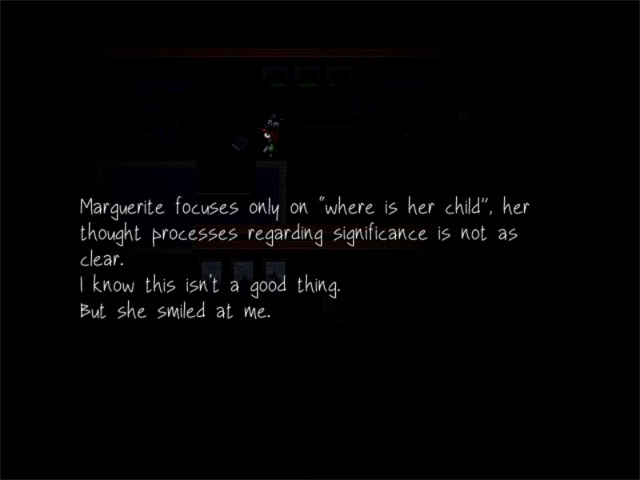 Marguerite focuses only on "where is her child", her
thought processes regarding significance is not as
clear.
I know this isn't a good thing.
But she smiled at me.